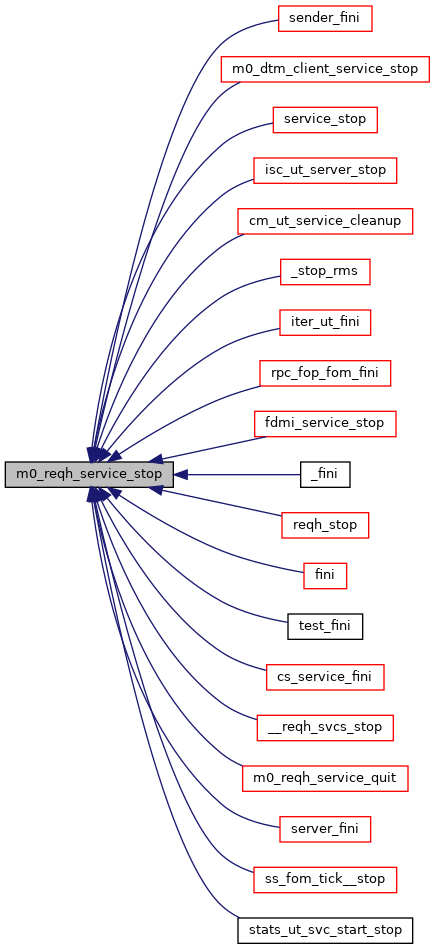 sender_fini
m0_dtm_client_service_stop
service_stop
isc_ut_server_stop
cm_ut_service_cleanup
_stop_rms
iter_ut_fini
rpc_fop_fom_fini
fdmi_service_stop
m0_reqh_service_stop
_fini
reqh_stop
fini
test_fini
cs_service_fini
__reqh_svcs_stop
m0_reqh_service_quit
server_fini
ss_fom_tick__stop
stats_ut_svc_start_stop